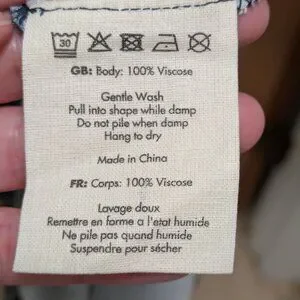 30
GB: Body: 100% Viscose
Gentle Wash
Pull into shape while damp
Do not pile when damp
Hang to dry
Made in China
FR: Corps: 100% Viscose
Lavage doux
Remettre en forme a l'etat humide
Ne pile pas quand humide
Suspendre pour sécher